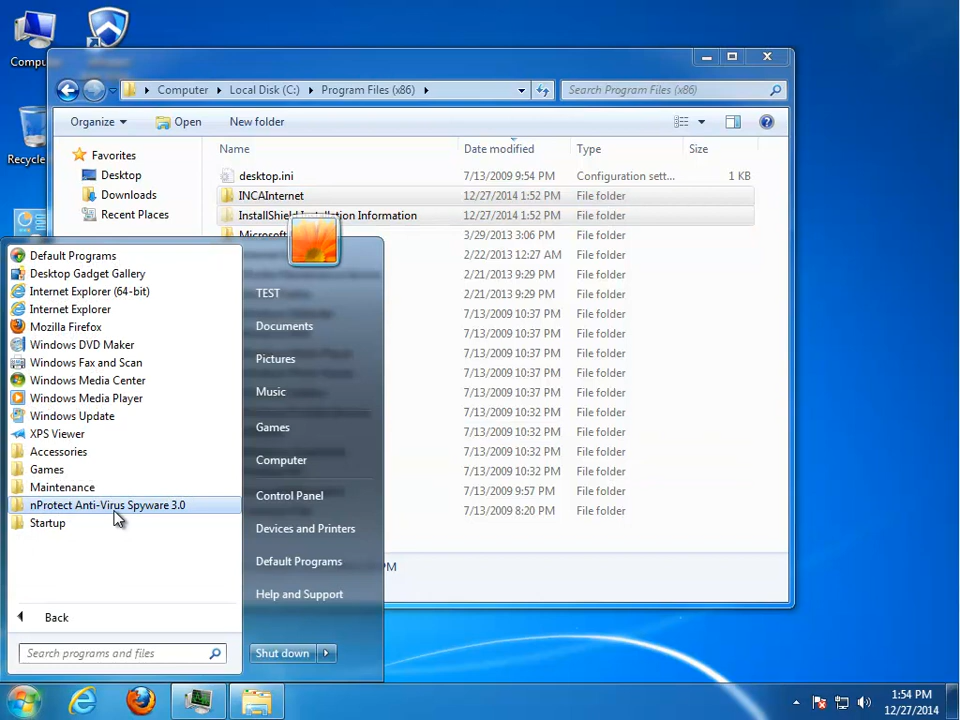 Compu
Recycle
Computer
Local Disk (C:)
Program Files (x86)
Search Program Files (x86)
Organize
Open
New folder
Favorites
Desktop
Downloads
Recent Places
Name
Date modified
Type
Size
desktop.ini
7/13/2009 9:54 PM
Configuration sett...
1 KB
INCAInternet
12/27/2014 1:52 PM
File folder
InstallShield Installation Information
12/27/2014 1:52 PM
File folder
Microsoft
3/29/2013 3:06 PM
File folder
2/22/2013 12:27 AM
File folder
2/21/2013 9:29 PM
File folder
2/21/2013 9:29 PM
File folder
7/13/2009 10:37 PM
File folder
7/13/2009 10:37 PM
File folder
7/13/2009 10:37 PM
File folder
7/13/2009 10:37 PM
File folder
7/13/2009 10:37 PM
File folder
7/13/2009 10:32 PM
File folder
7/13/2009 10:32 PM
File folder
7/13/2009 10:32 PM
File folder
7/13/2009 10:32 PM
File folder
7/13/2009 10:37 PM
File folder
7/13/2009 8:20 PM
File folder
PM
Default Programs
Desktop Gadget Gallery
Internet Explorer (64-bit)
Internet Explorer
Mozilla Firefox
Windows DVD Maker
Windows Fax and Scan
Windows Media Center
Windows Media Player
Windows Update
XPS Viewer
Accessories
Games
Maintenance
nProtect Anti-Virus Spyware 3.0
Startup
Back
Search programs and files
TEST
Documents
Pictures
Music
Games
Computer
Control Panel
Devices and Printers
Default Programs
Help and Support
Shut down
1:54 PM
12/27/2014